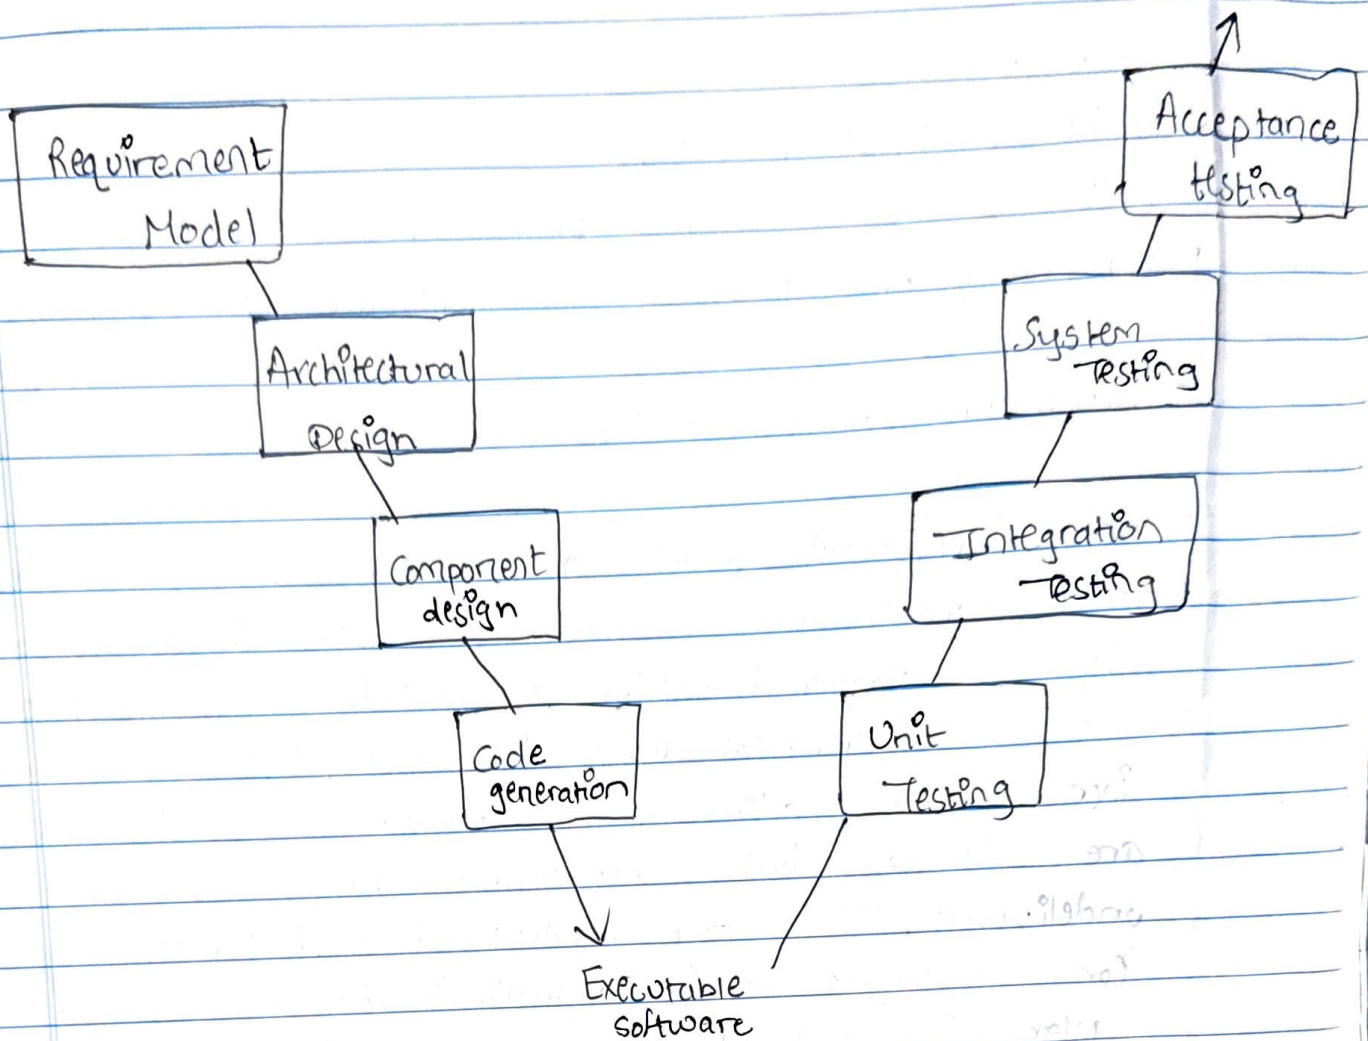 Requirement
Model
Architectural
Design
Component
design
Code
generation
Executable
software
Unit
Testing
Integration
Testing
System
Testing
Acceptance
testing